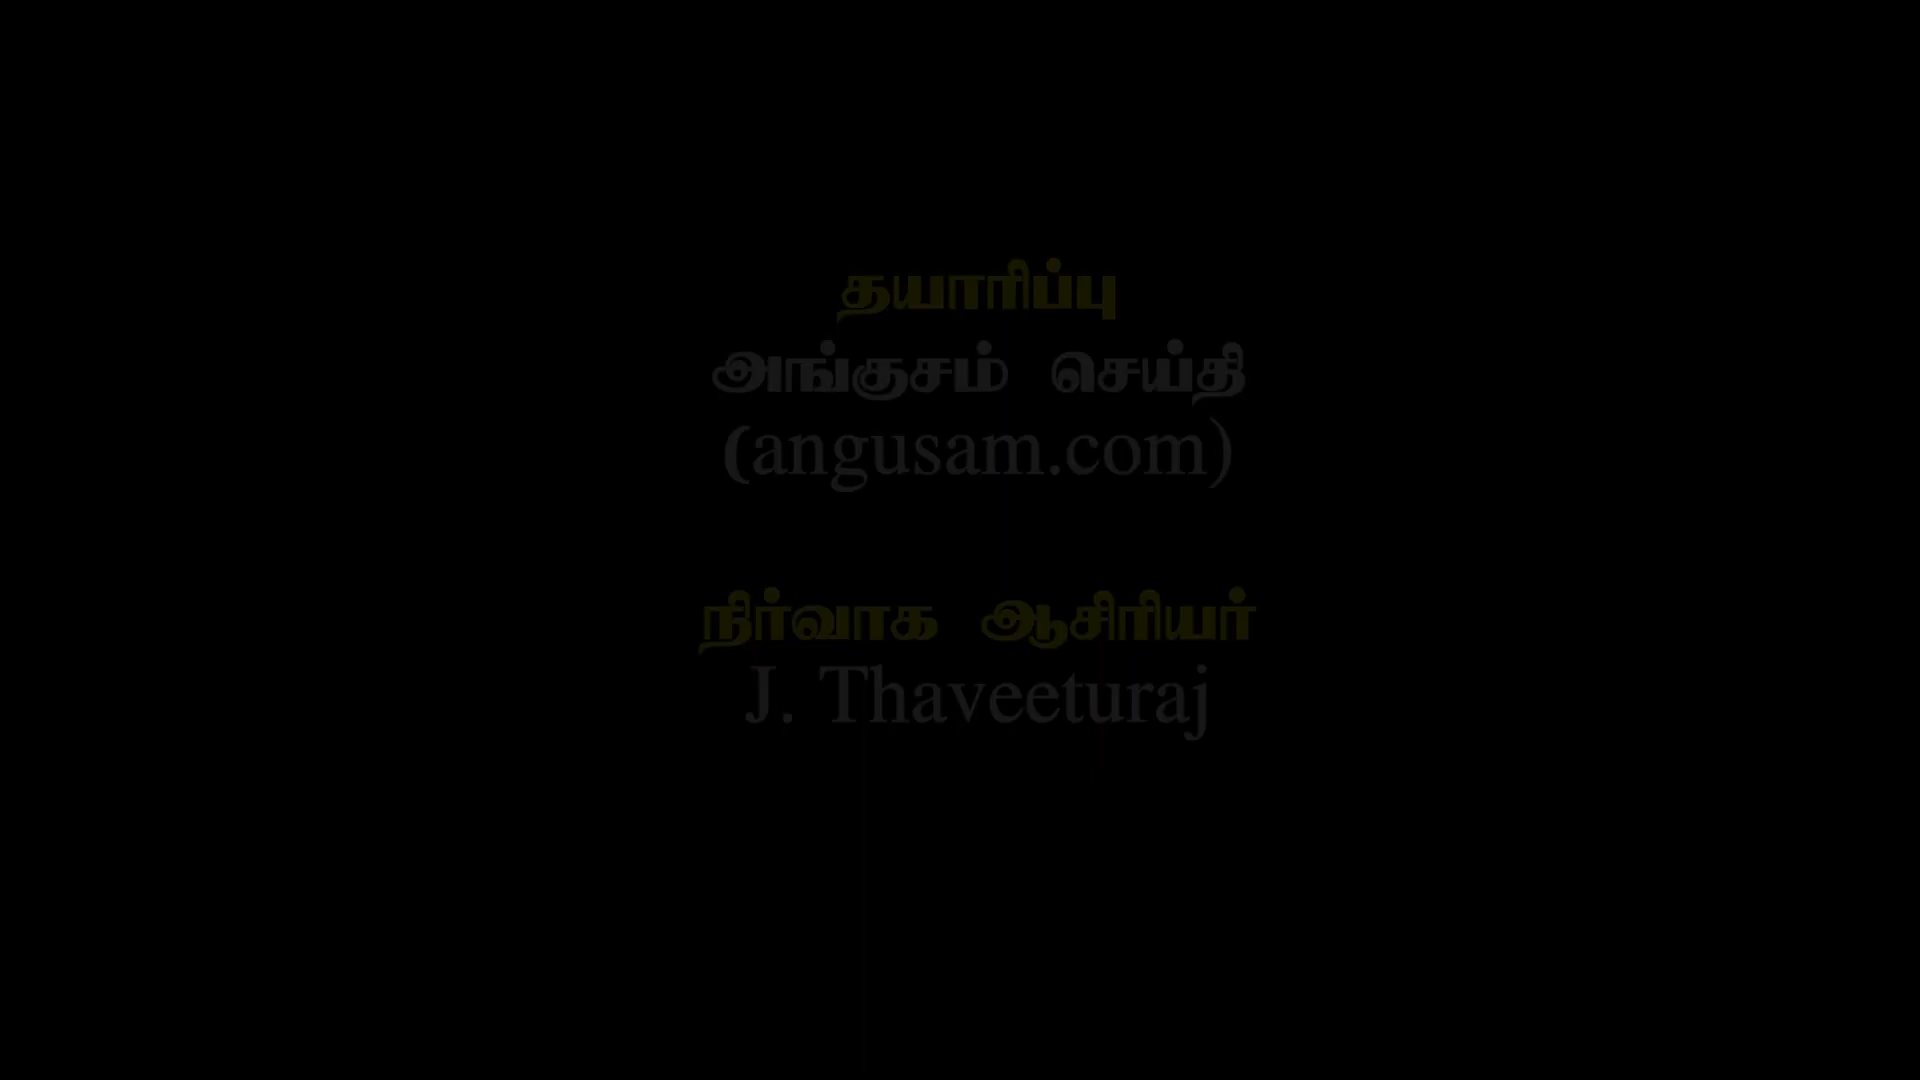 தயாரிப்பு
அங்குசம் செய்தி
(angusam.com)
நிர்வாக ஆசிரியர்
J. Thaveeturaj